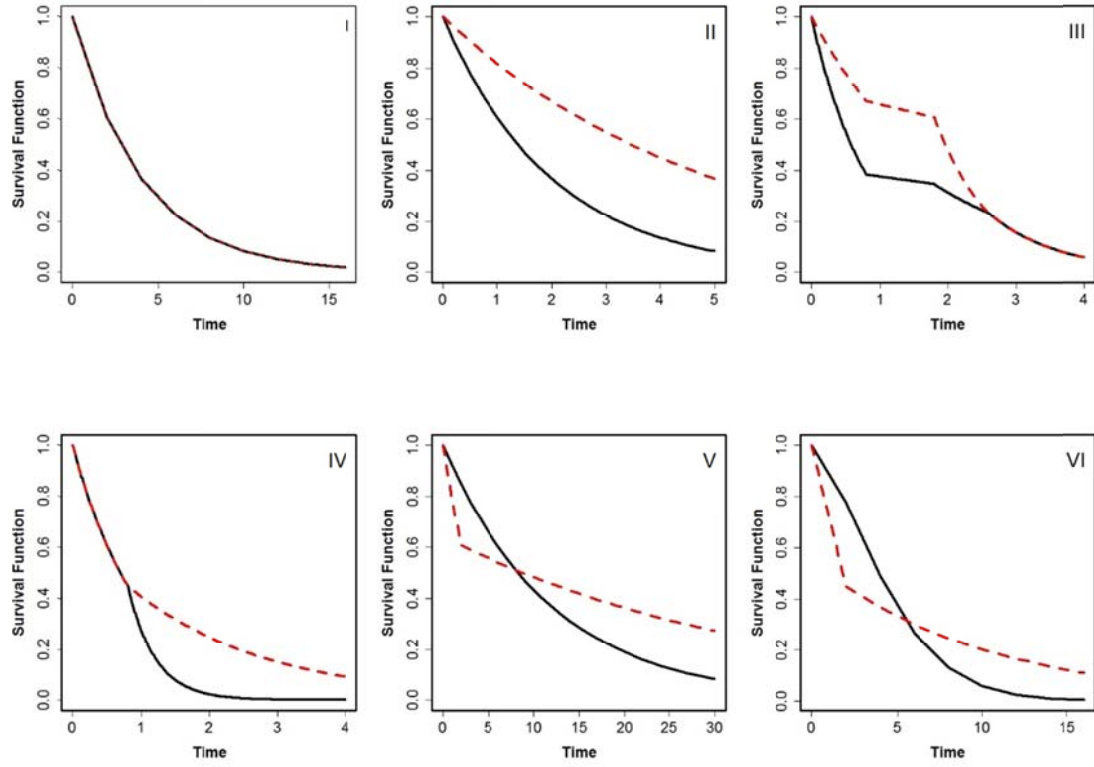 I
Survival Function
0.0 0.2 0.4 0.6 0.8 1.0
0 5 10 15
Time
II
Survival Function
0.0 0.2 0.4 0.6 0.8 1.0
0 1 2 3 4 5
Time
III
Survival Function
0.0 0.2 0.4 0.6 0.8 1.0
0 1 2 3 4
Time
IV
Survival Function
0.0 0.2 0.4 0.6 0.8 1.0
0 1 2 3 4
Time
V
Survival Function
0.0 0.2 0.4 0.6 0.8 1.0
0 5 10 15 20 25 30
Time
VI
Survival Function
0.0 0.2 0.4 0.6 0.8 1.0
0 5 10 15
Time